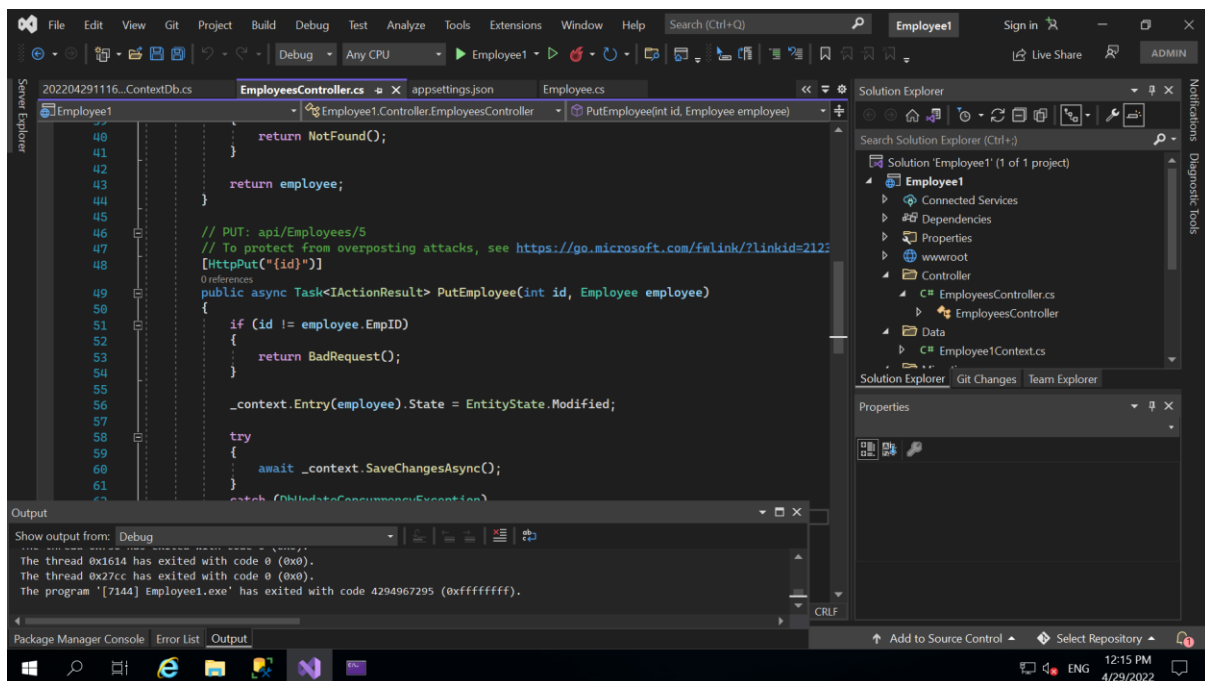 File Edit View Git Project Build Debug Test Analyze Tools Extensions Window Help Search (Ctrl+Q) Employee1 Sign in
Debug Any CPU Employee1 Live Share ADMIN
Server Explorer
202204291116...ContextDb.cs EmployeesController.cs appsettings.json Employee.cs
Employee1 Employee1.Controller.EmployeesController PutEmployee(int id, Employee employee)
39 {
40 return NotFound();
41 }
42
43 return employee;
44 }
45
46 // PUT: api/Employees/5
47 // To protect from overposting attacks, see https://go.microsoft.com/fwlink/?linkid=2123
48 [HttpPut("{id}")]
0 references
49 public async Task<IActionResult> PutEmployee(int id, Employee employee)
50 {
51 if (id != employee.EmpID)
52 {
53 return BadRequest();
54 }
55
56 _context.Entry(employee).State = EntityState.Modified;
57
58 try
59 {
60 await _context.SaveChangesAsync();
61 }
62 catch (DbUpdateConcurrencyException)
Output
Show output from: Debug
The thread 0x1614 has exited with code 0 (0x0).
The thread 0x27cc has exited with code 0 (0x0).
The program '[7144] Employee1.exe' has exited with code 4294967295 (0xffffffff).
CRLF
Package Manager Console Error List Output
Solution Explorer
Search Solution Explorer (Ctrl+;)
Solution 'Employee1' (1 of 1 project)
Employee1
Connected Services
Dependencies
Properties
wwwroot
Controller
C# EmployeesController.cs
EmployeesController
Data
C# Employee1Context.cs
Solution Explorer Git Changes Team Explorer
Properties
Notifications
Diagnostic Tools
Add to Source Control Select Repository 1
ENG 12:15 PM
4/29/2022